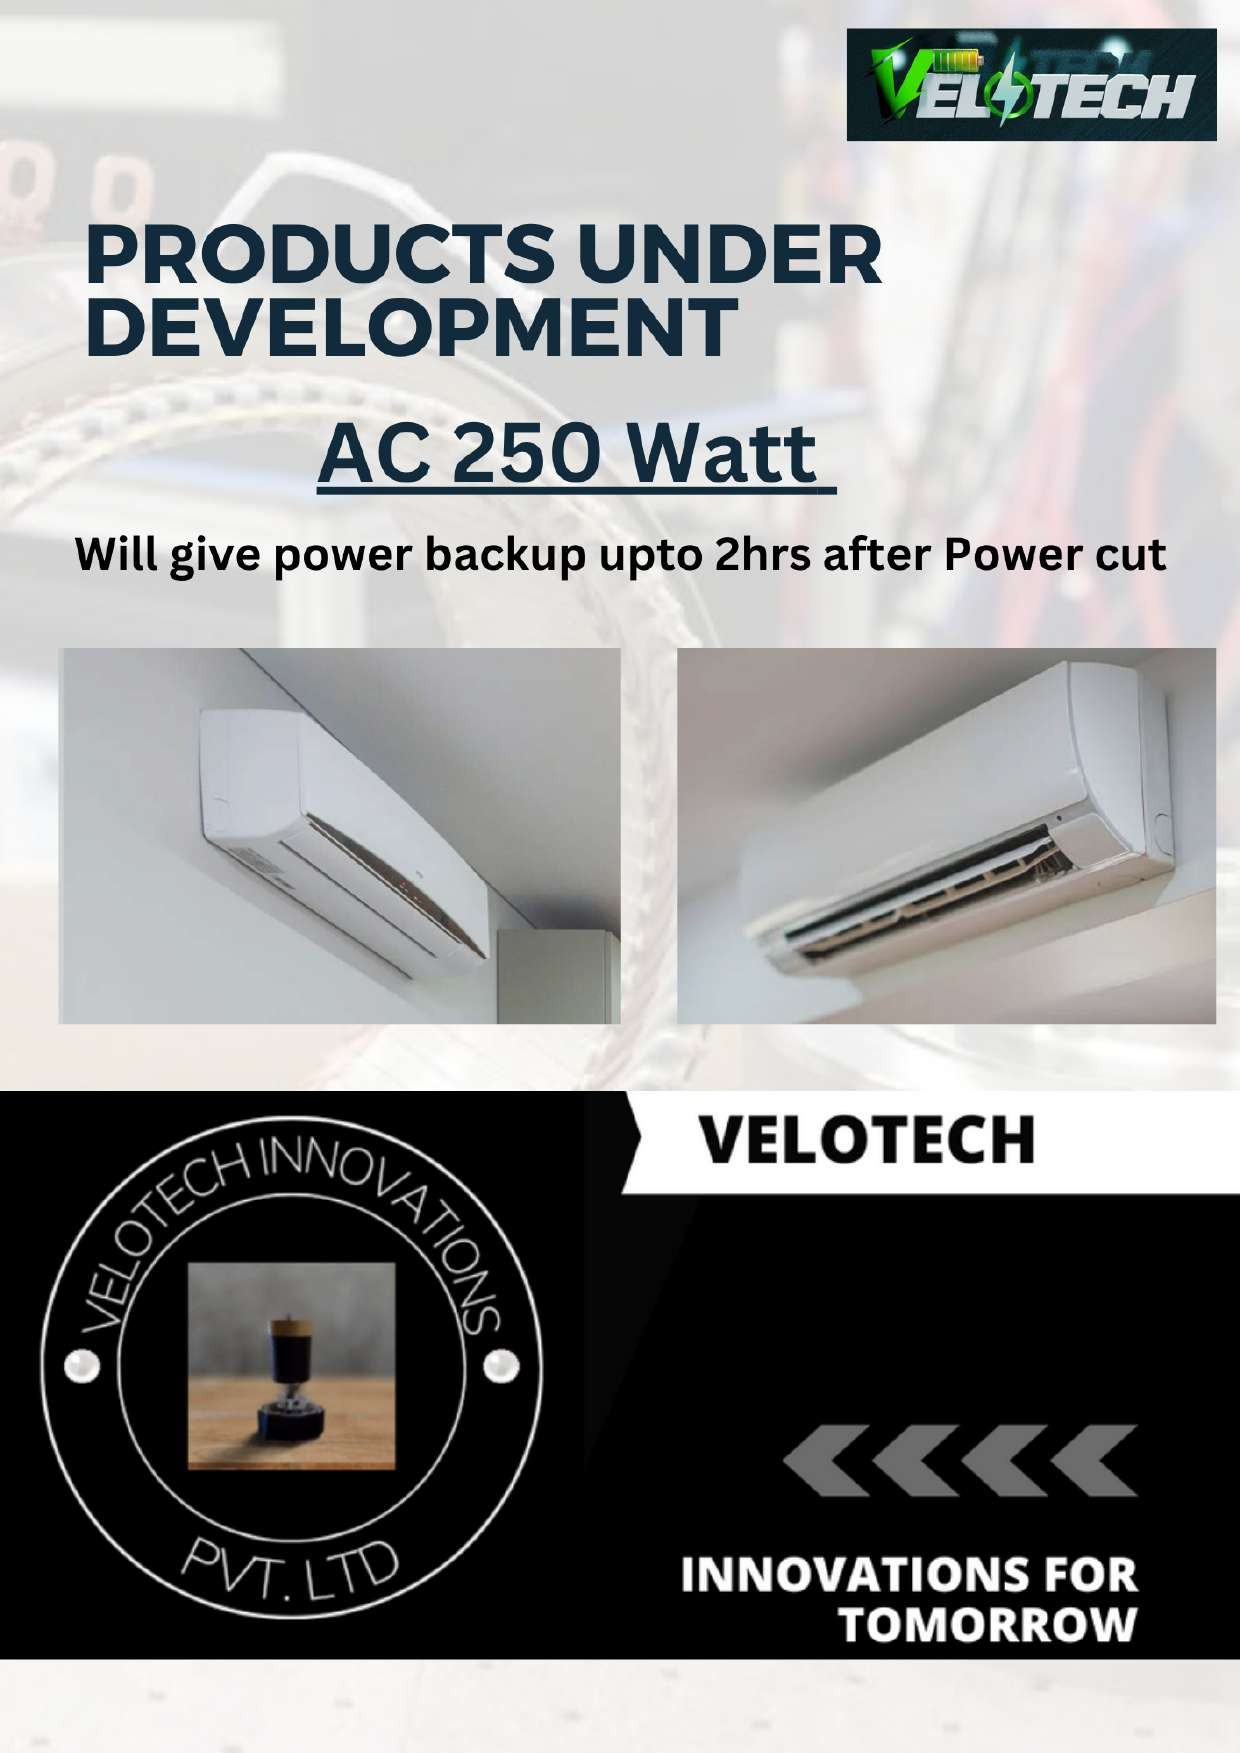 VELOTECH
PRODUCTS UNDER
DEVELOPMENT
AC 250 Watt
Will give power backup upto 2hrs after Power cut
VELOTECH
VELOTECH INNOVATIONS
PVT. LTD
INNOVATIONS FOR
TOMORROW